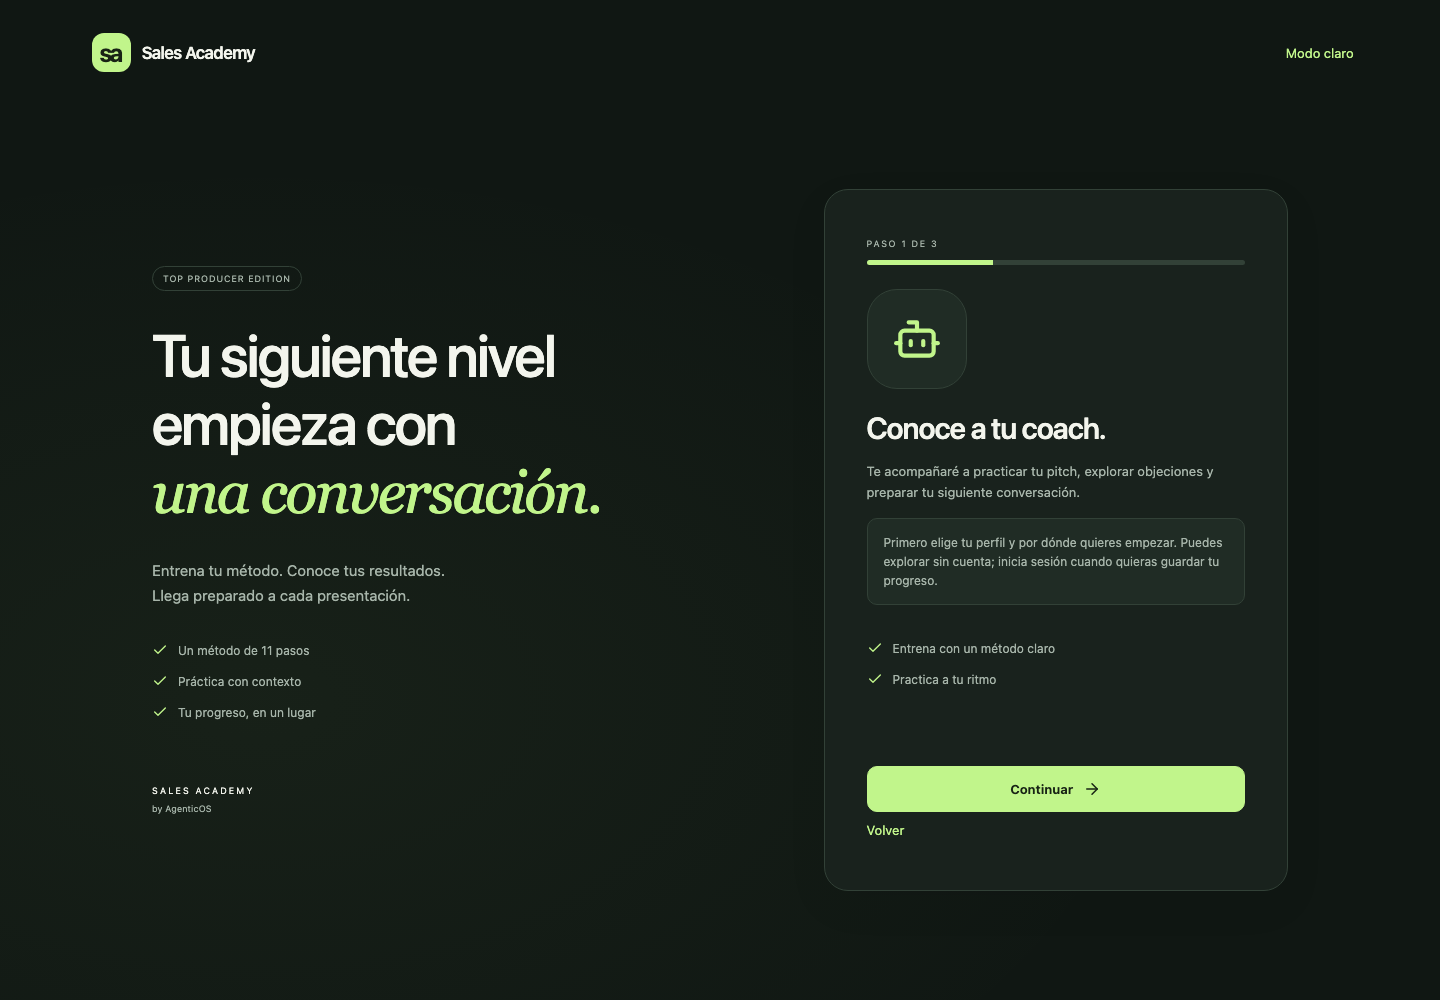 sa Sales Academy
Modo claro
TOP PRODUCER EDITION
Tu siguiente nivel
empieza con
una conversación.
Entrena tu método. Conoce tus resultados.
Llega preparado a cada presentación.
Un método de 11 pasos
Práctica con contexto
Tu progreso, en un lugar
SALES ACADEMY
by AgenticOS
PASO 1 DE 3
Conoce a tu coach.
Te acompañaré a practicar tu pitch, explorar objeciones y
preparar tu siguiente conversación.
Primero elige tu perfil y por dónde quieres empezar. Puedes
explorar sin cuenta; inicia sesión cuando quieras guardar tu
progreso.
Entrena con un método claro
Practica a tu ritmo
Continuar
Volver